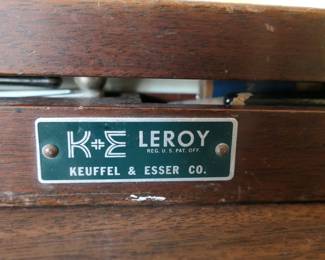 K+E LEROY
REG. U.S. PAT. OFF.
KEUFFEL & ESSER CO.